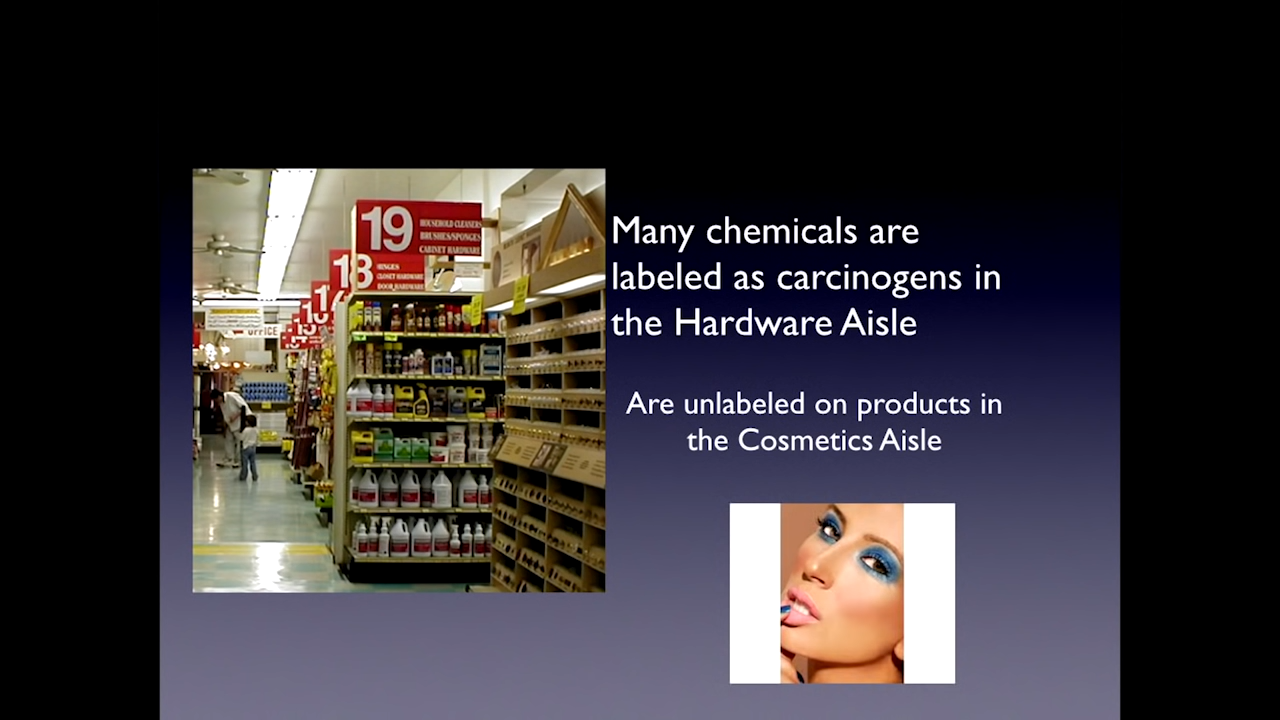 19
HOUSEHOLD CLEANERS
BRUSHES/SPONGES
CABINET HARDWARE
18
HINGES
CLOSET HARDWARE
DOOR HARDWARE
OFFICE
Many chemicals are
labeled as carcinogens in
the Hardware Aisle
Are unlabeled on products in
the Cosmetics Aisle